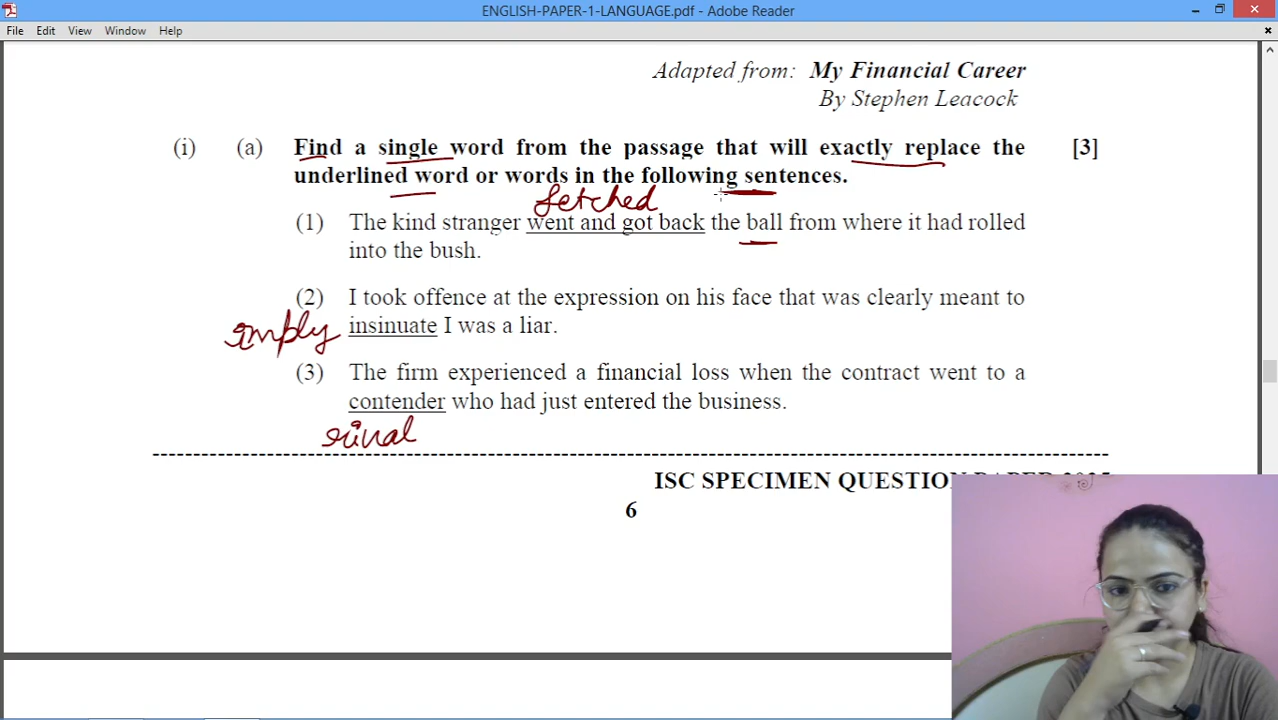 ENGLISH-PAPER-1-LANGUAGE.pdf - Adobe Reader
File Edit View Window Help
Adapted from: My Financial Career
By Stephen Leacock
(i) (a) Find a single word from the passage that will exactly replace the [3]
underlined word or words in the following sentences.
fetched
(1) The kind stranger went and got back the ball from where it had rolled
into the bush.
(2) I took offence at the expression on his face that was clearly meant to
imply insinuate I was a liar.
(3) The firm experienced a financial loss when the contract went to a
contender who had just entered the business.
rival
ISC SPECIMEN QUESTION PAPER
6